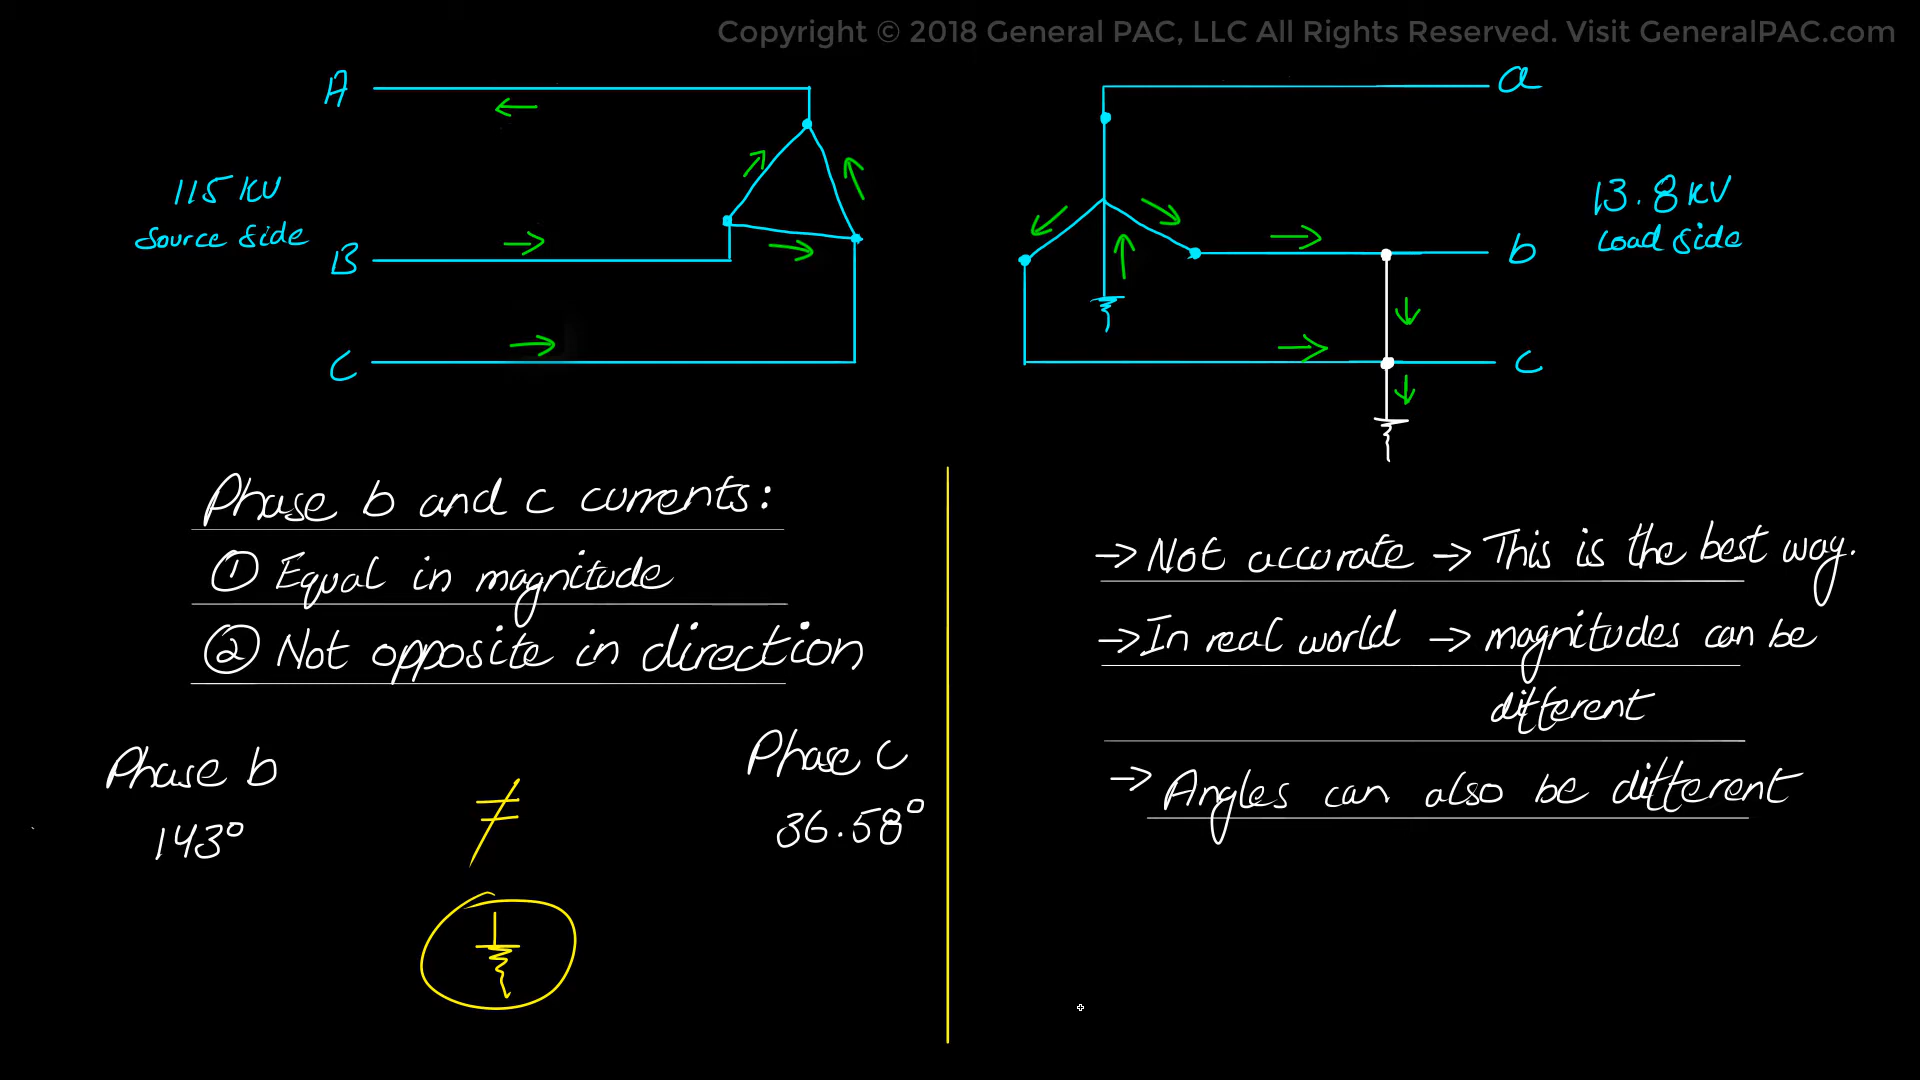 Copyright © 2018 General PAC, LLC All Rights Reserved. Visit GeneralPAC.com
A
115 KV
Source Side
B
C
a
13.8 KV
Load Side
b
c
Phase b and c currents:
① Equal in magnitude
② Not opposite in direction
Phase b
143°
≠
Phase c
36.58°
→ Not accurate → This is the best way.
→ In real world → magnitudes can be
different
→ Angles can also be different